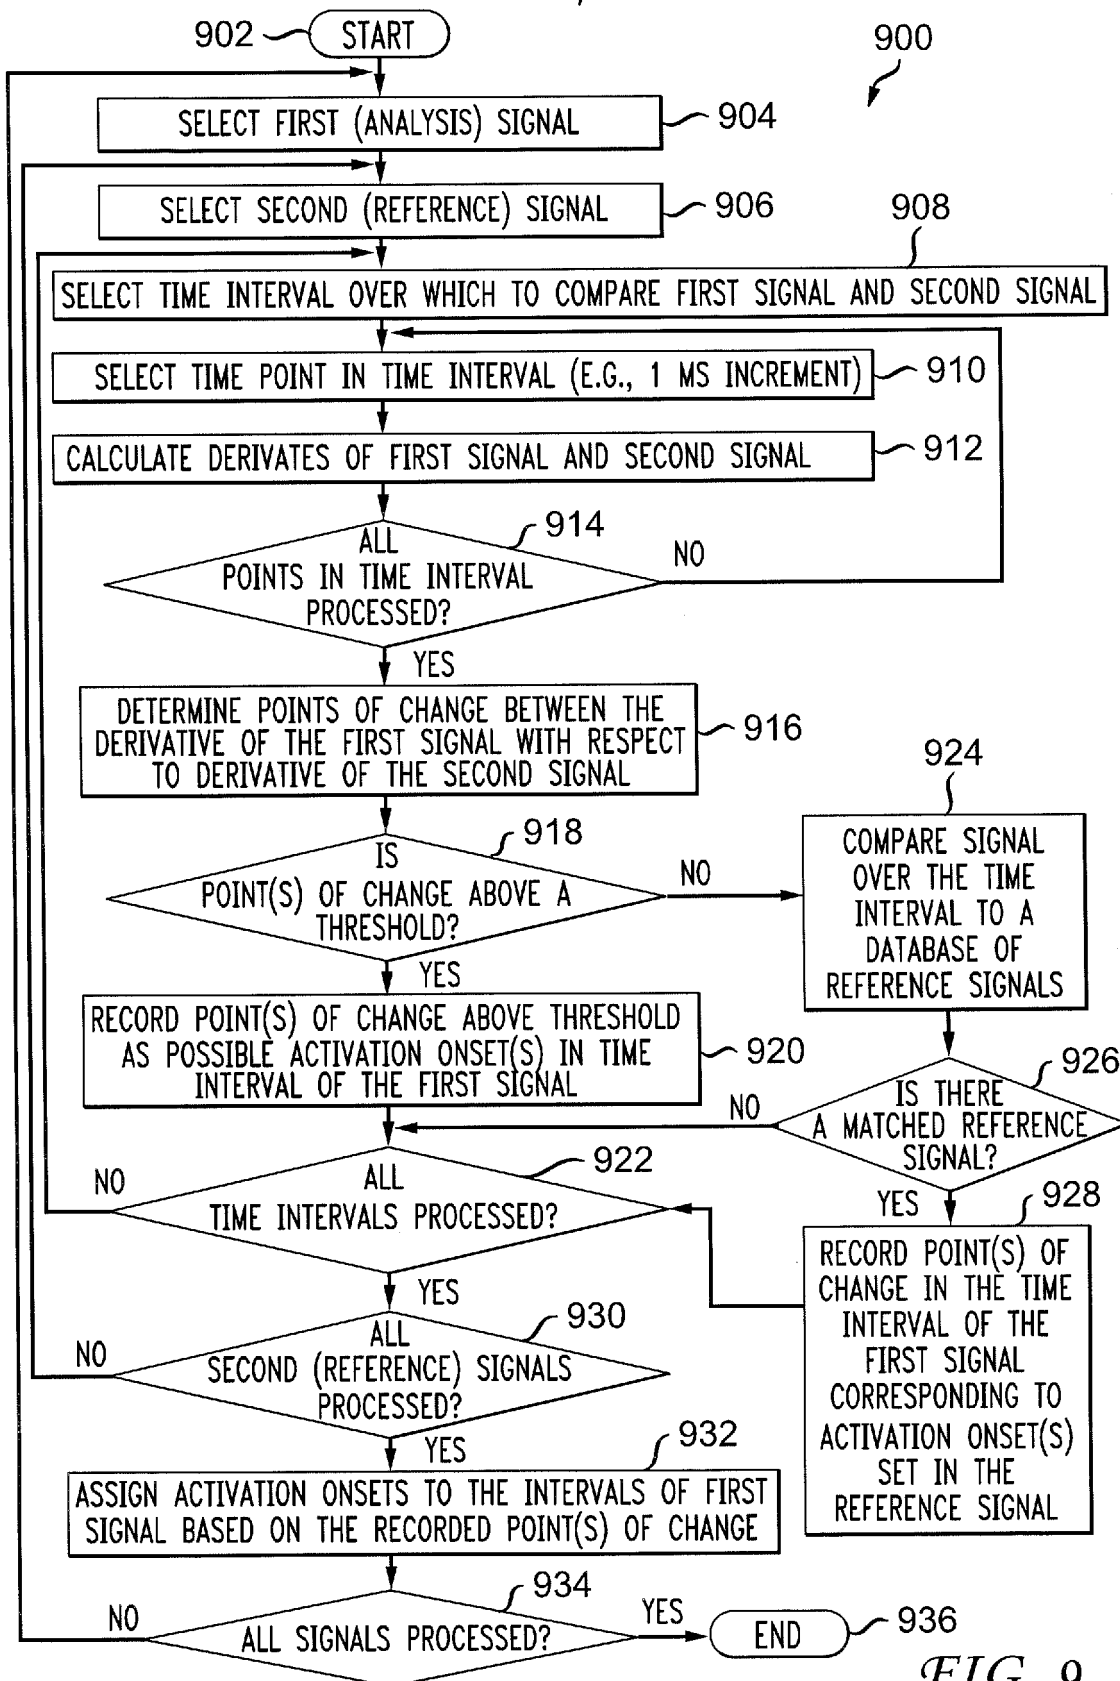 902
START
900
SELECT FIRST (ANALYSIS) SIGNAL
904
SELECT SECOND (REFERENCE) SIGNAL
906
908
SELECT TIME INTERVAL OVER WHICH TO COMPARE FIRST SIGNAL AND SECOND SIGNAL
SELECT TIME POINT IN TIME INTERVAL (E.G., 1 MS INCREMENT)
910
CALCULATE DERIVATES OF FIRST SIGNAL AND SECOND SIGNAL
912
914
ALL
POINTS IN TIME INTERVAL
PROCESSED?
NO
YES
DETERMINE POINTS OF CHANGE BETWEEN THE
DERIVATIVE OF THE FIRST SIGNAL WITH RESPECT
TO DERIVATIVE OF THE SECOND SIGNAL
916
918
IS
POINT(S) OF CHANGE ABOVE A
THRESHOLD?
NO
YES
924
COMPARE SIGNAL
OVER THE TIME
INTERVAL TO A
DATABASE OF
REFERENCE SIGNALS
RECORD POINT(S) OF CHANGE ABOVE THRESHOLD
AS POSSIBLE ACTIVATION ONSET(S) IN TIME
INTERVAL OF THE FIRST SIGNAL
920
926
IS THERE
A MATCHED REFERENCE
SIGNAL?
NO
YES
922
ALL
TIME INTERVALS PROCESSED?
NO
YES
928
RECORD POINT(S) OF
CHANGE IN THE TIME
INTERVAL OF THE
FIRST SIGNAL
CORRESPONDING TO
ACTIVATION ONSET(S)
SET IN THE
REFERENCE SIGNAL
930
ALL
SECOND (REFERENCE) SIGNALS
PROCESSED?
NO
YES
932
ASSIGN ACTIVATION ONSETS TO THE INTERVALS OF FIRST
SIGNAL BASED ON THE RECORDED POINT(S) OF CHANGE
934
ALL SIGNALS PROCESSED?
NO
YES
END
936
FIG. 9